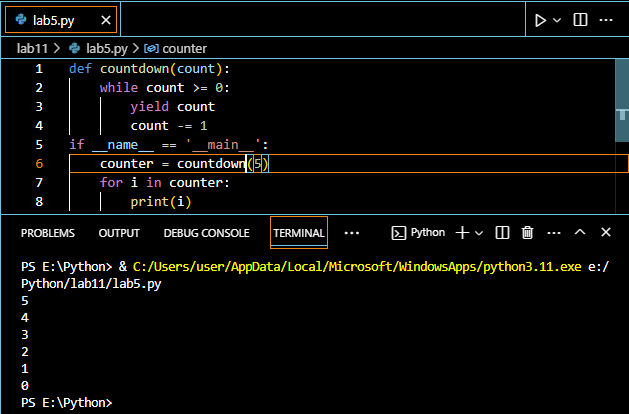 lab5.py
lab11 > lab5.py > counter
1 def countdown(count):
2     while count >= 0:
3         yield count
4         count -= 1
5 if __name__ == '__main__':
6     counter = countdown(5)
7     for i in counter:
8         print(i)
PROBLEMS OUTPUT DEBUG CONSOLE TERMINAL ... Python
PS E:\Python> & C:/Users/user/AppData/Local/Microsoft/WindowsApps/python3.11.exe e:/
Python/lab11/lab5.py
5
4
3
2
1
0
PS E:\Python>